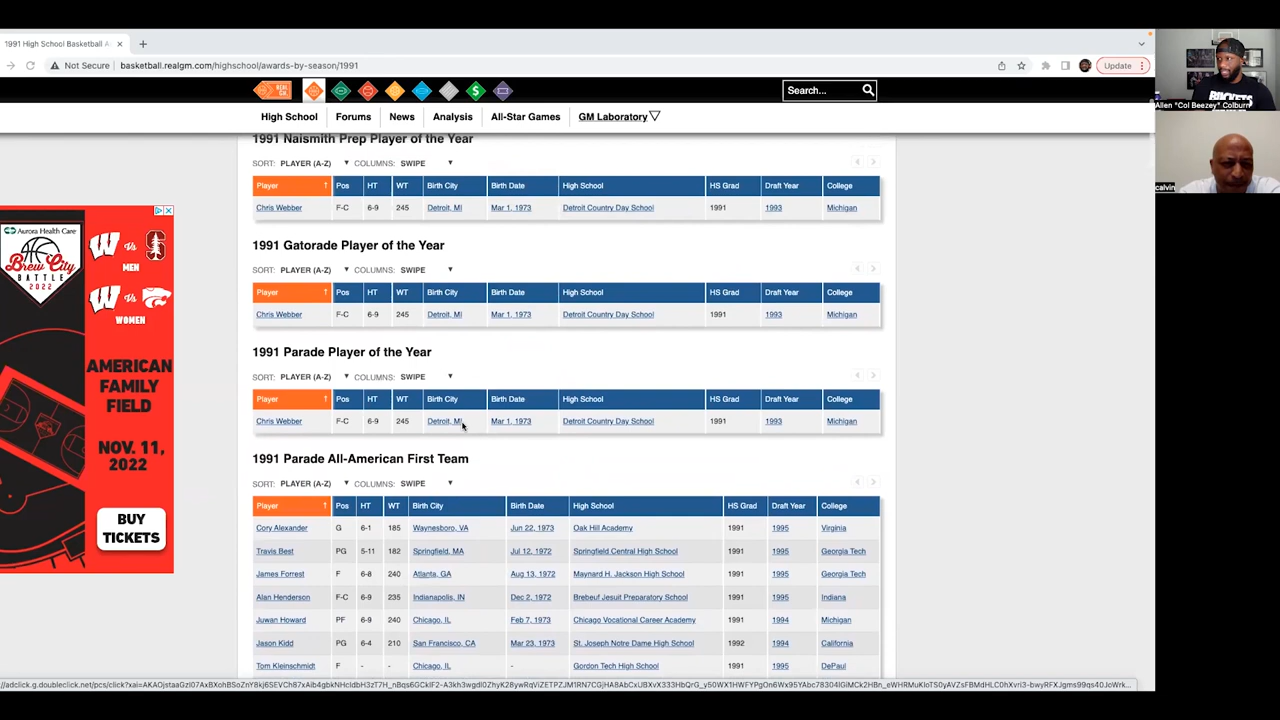 1991 High School Basketball A
Not Secure basketball.realgm.com/highschool/awards-by-season/1991 Update
REAL GM Search...
High School Forums News Analysis All-Star Games GM Laboratory
1991 Naismith Prep Player of the Year
SORT: PLAYER (A-Z) COLUMNS: SWIPE
Player Pos HT WT Birth City Birth Date High School HS Grad Draft Year College
Chris Webber F-C 6-9 245 Detroit, MI Mar 1, 1973 Detroit Country Day School 1991 1993 Michigan
1991 Gatorade Player of the Year
SORT: PLAYER (A-Z) COLUMNS: SWIPE
Player Pos HT WT Birth City Birth Date High School HS Grad Draft Year College
Chris Webber F-C 6-9 245 Detroit, MI Mar 1, 1973 Detroit Country Day School 1991 1993 Michigan
1991 Parade Player of the Year
SORT: PLAYER (A-Z) COLUMNS: SWIPE
Player Pos HT WT Birth City Birth Date High School HS Grad Draft Year College
Chris Webber F-C 6-9 245 Detroit, MI Mar 1, 1973 Detroit Country Day School 1991 1993 Michigan
1991 Parade All-American First Team
SORT: PLAYER (A-Z) COLUMNS: SWIPE
Player Pos HT WT Birth City Birth Date High School HS Grad Draft Year College
Cory Alexander G 6-1 185 Waynesboro, VA Jun 22, 1973 Oak Hill Academy 1991 1995 Virginia
Travis Best PG 5-11 182 Springfield, MA Jul 12, 1972 Springfield Central High School 1991 1995 Georgia Tech
James Forrest F 6-8 240 Atlanta, GA Aug 13, 1972 Maynard H. Jackson High School 1991 1995 Georgia Tech
Alan Henderson F-C 6-9 235 Indianapolis, IN Dec 2, 1972 Brebeuf Jesuit Preparatory School 1991 1995 Indiana
Juwan Howard PF 6-9 240 Chicago, IL Feb 7, 1973 Chicago Vocational Career Academy 1991 1994 Michigan
Jason Kidd PG 6-4 210 San Francisco, CA Mar 23, 1973 St. Joseph Notre Dame High School 1992 1994 California
Tom Kleinschmidt F - - Chicago, IL - Gordon Tech High School 1991 1995 DePaul
Aurora Health Care
Brew City
BATTLE
2022
W Vs S
MEN
W Vs
WOMEN
AMERICAN
FAMILY
FIELD
NOV. 11,
2022
BUY
TICKETS
Allen "Col Beezey" Colburn
BUCKETS
calvin